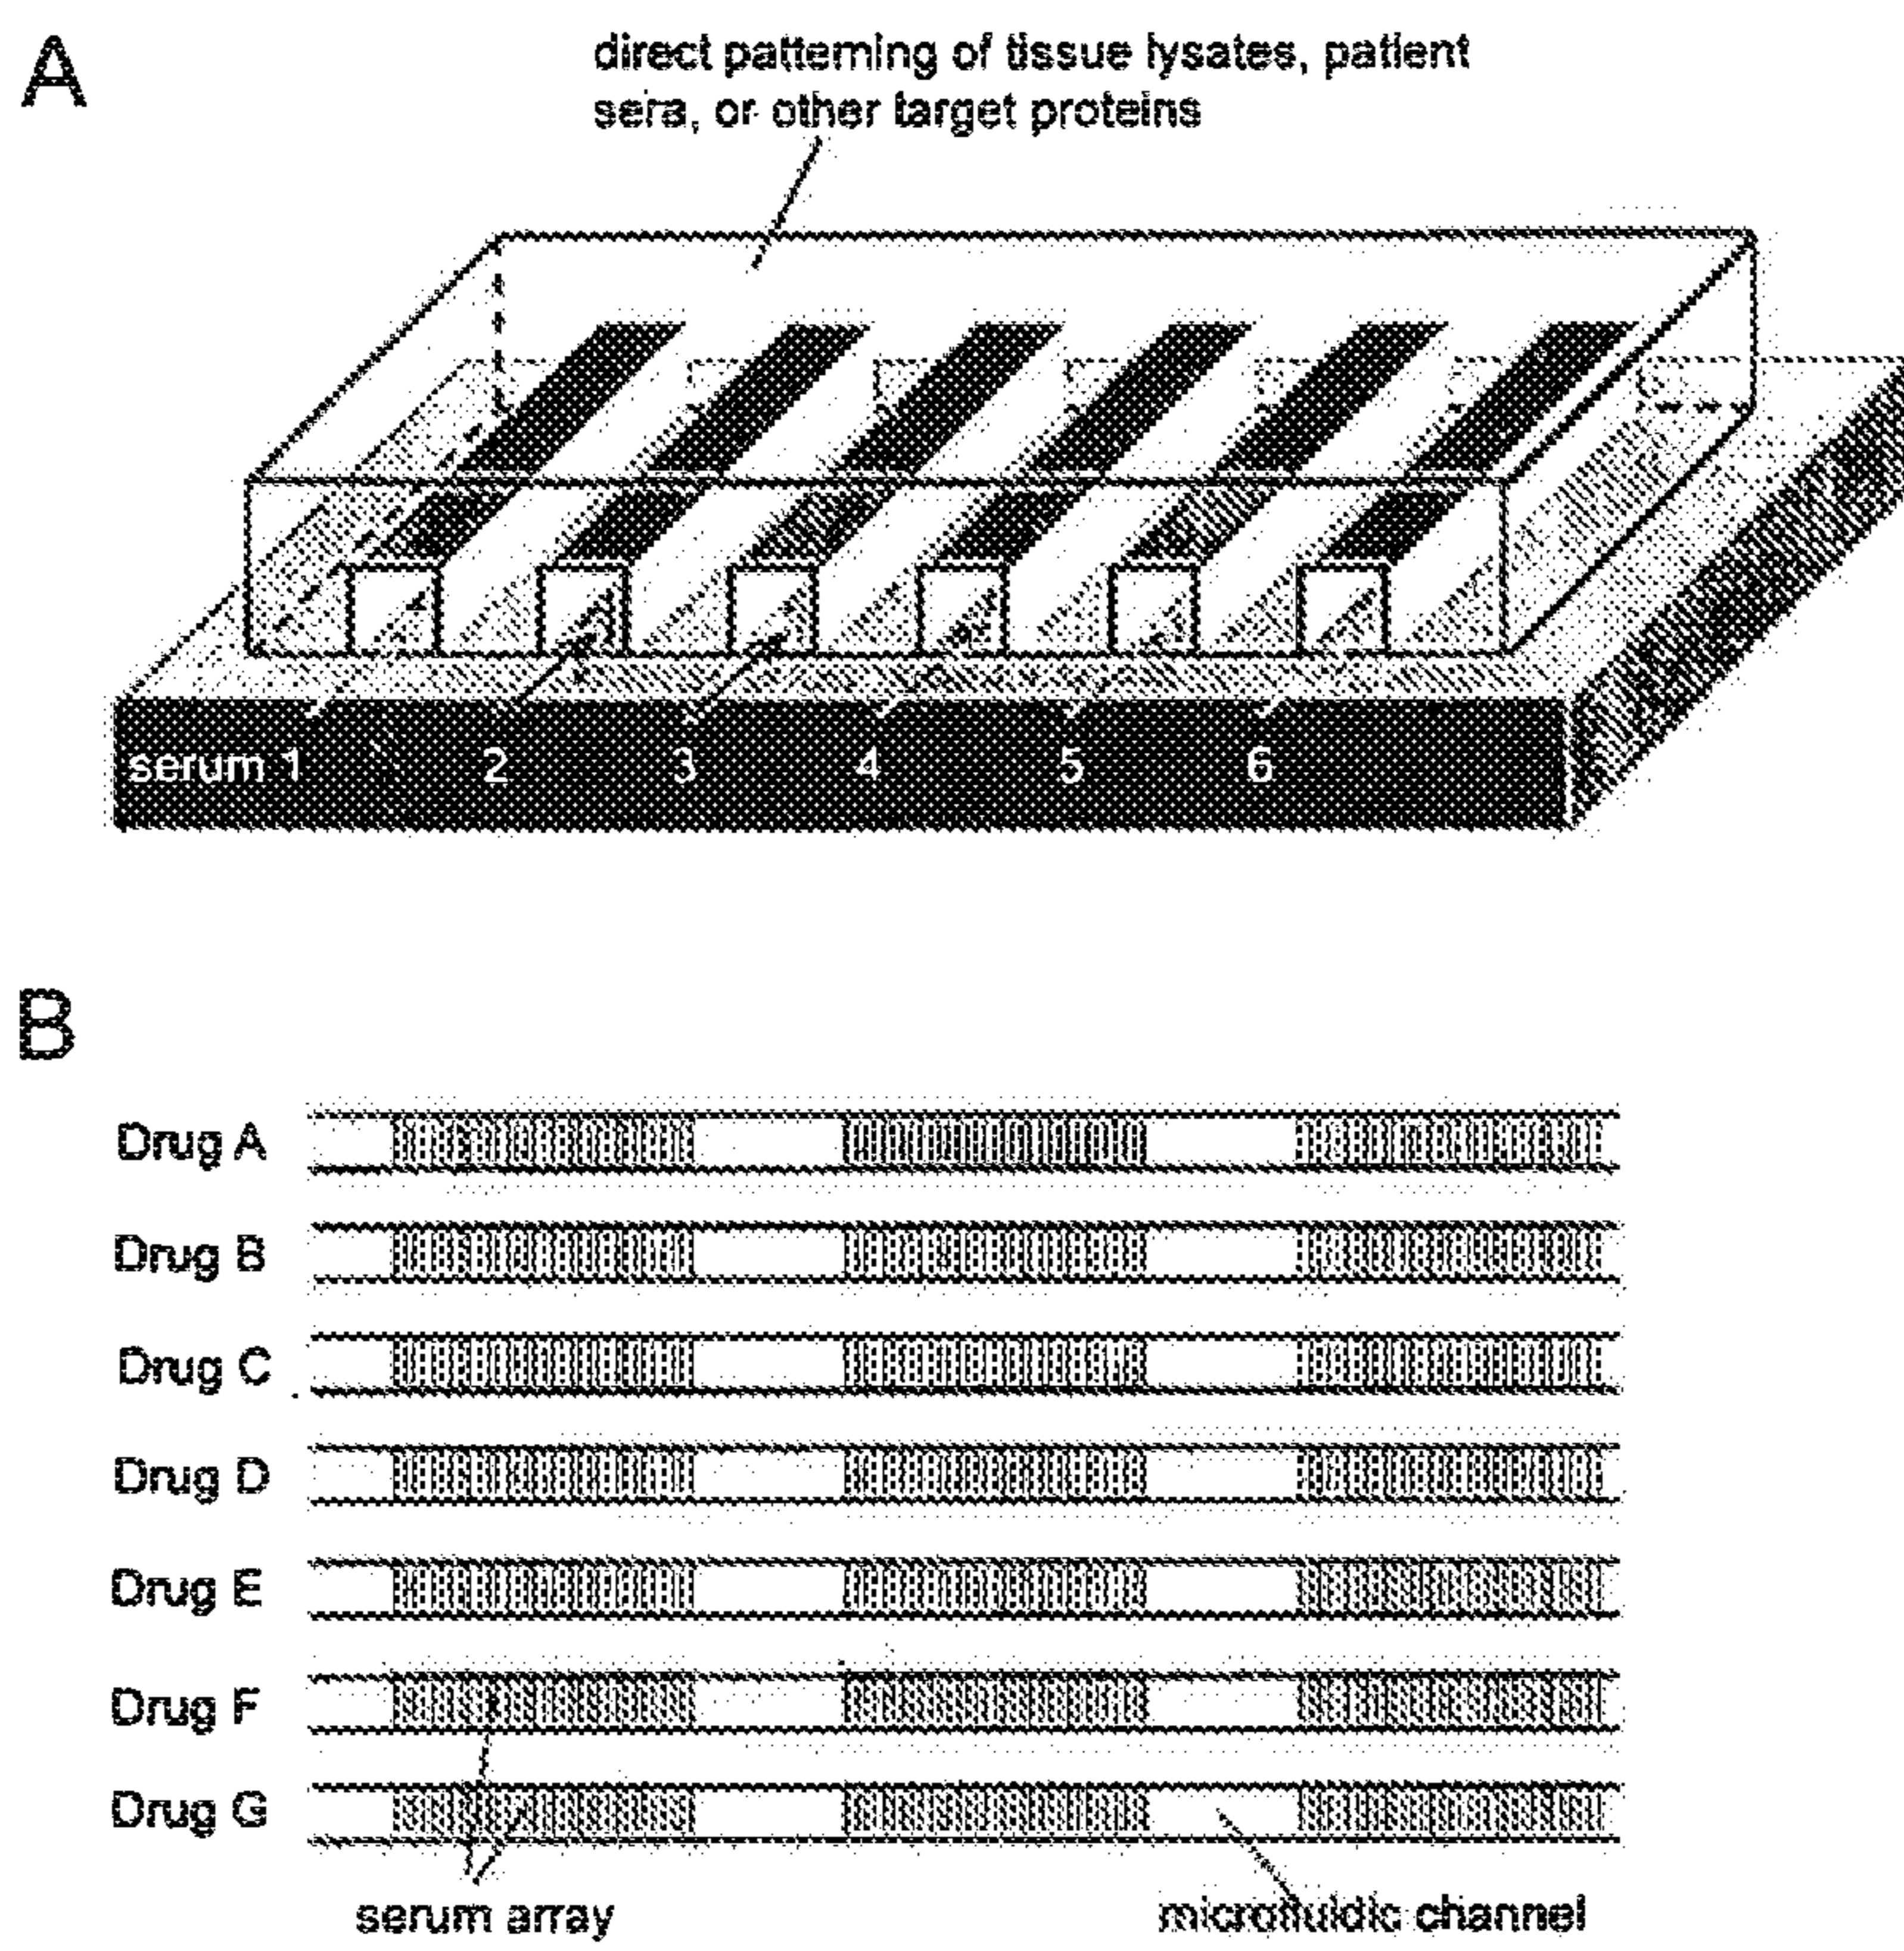 A
direct patterning of tissue lysates, patient
sera, or other target proteins
serum 1 2 3 4 5 6
B
Drug A
Drug B
Drug C
Drug D
Drug E
Drug F
Drug G
serum array
microfluidic channel